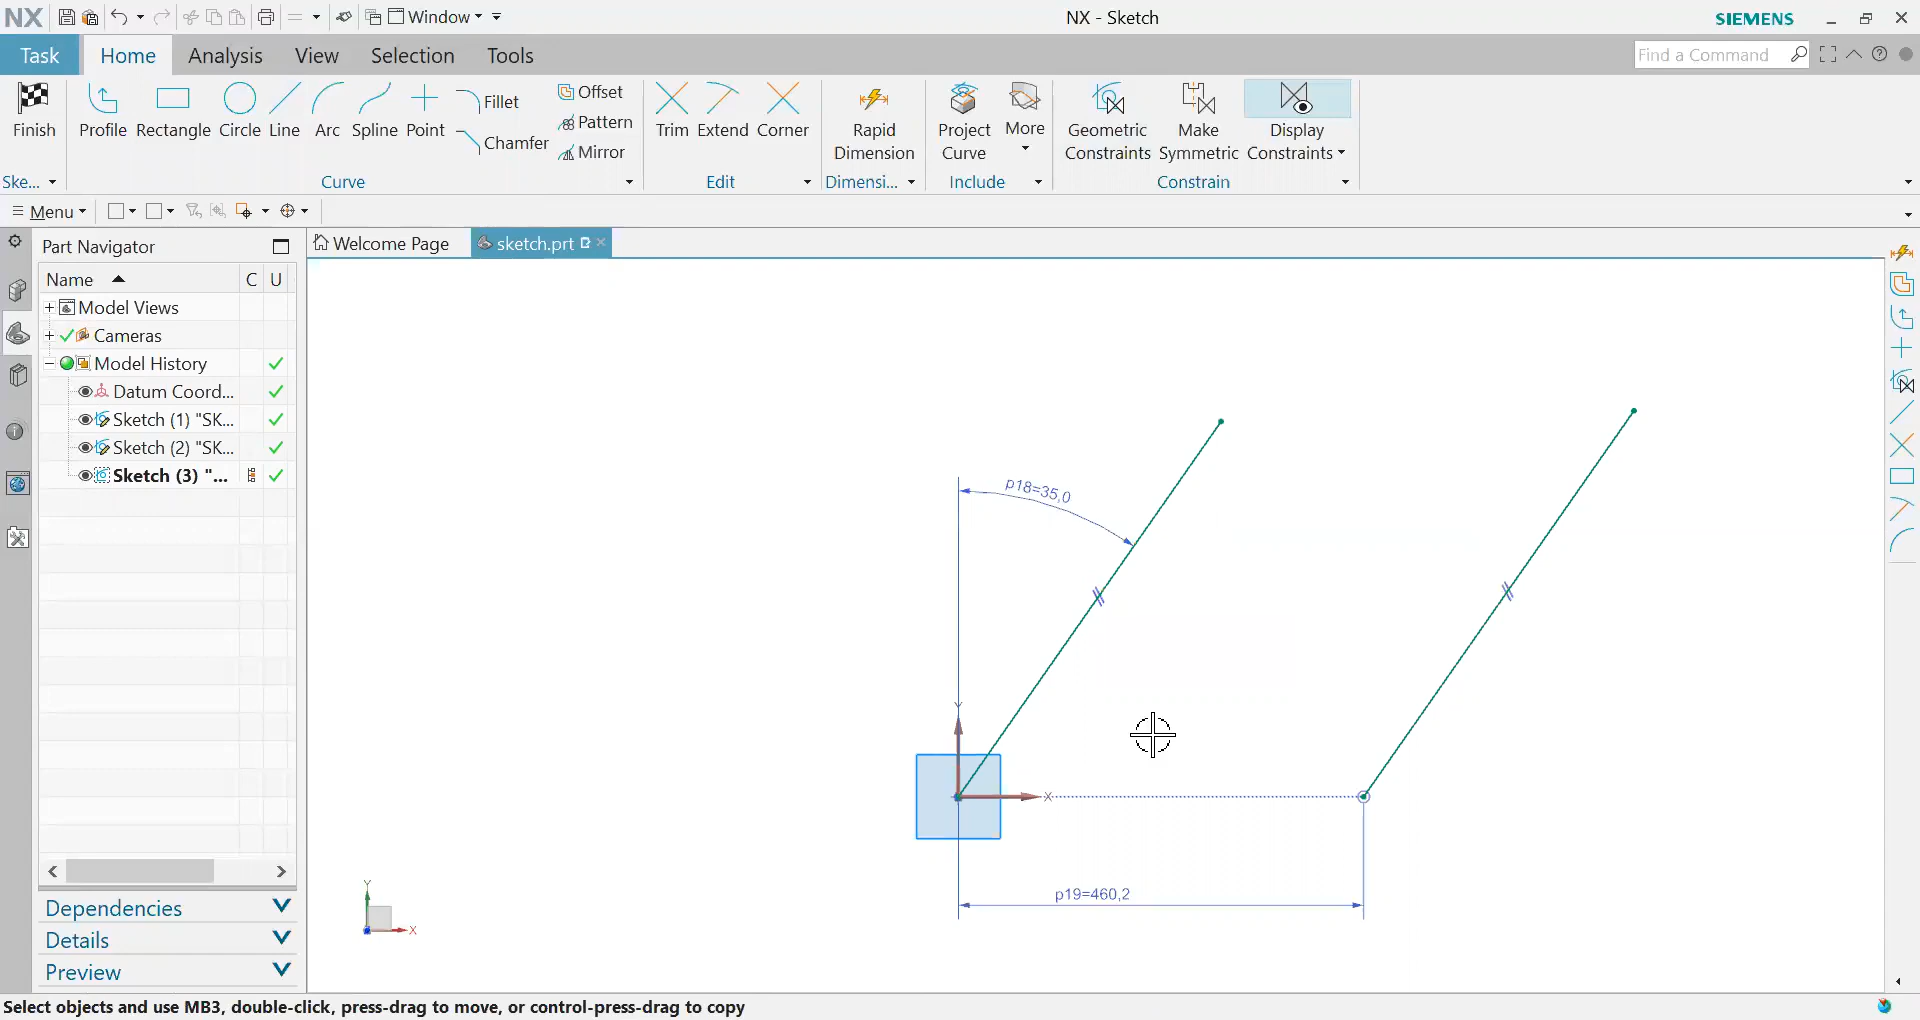 NX
Window
NX - Sketch
SIEMENS
Task
Home
Analysis
View
Selection
Tools
Find a Command
Finish
Profile
Rectangle
Circle
Line
Arc
Spline
Point
Fillet
Chamfer
Offset
Pattern
Mirror
Trim
Extend
Corner
Rapid
Dimension
Project
Curve
More
Geometric
Constraints
Make
Symmetric
Display
Constraints
Ske...
Curve
Edit
Dimensi...
Include
Constrain
Menu
Part Navigator
Welcome Page
sketch.prt
Name
C
U
Model Views
Cameras
Model History
Datum Coord...
Sketch (1) "SK...
Sketch (2) "SK...
Sketch (3) "...
p18=35,0
Y
X
p19=460,2
Y
X
Dependencies
Details
Preview
Select objects and use MB3, double-click, press-drag to move, or control-press-drag to copy